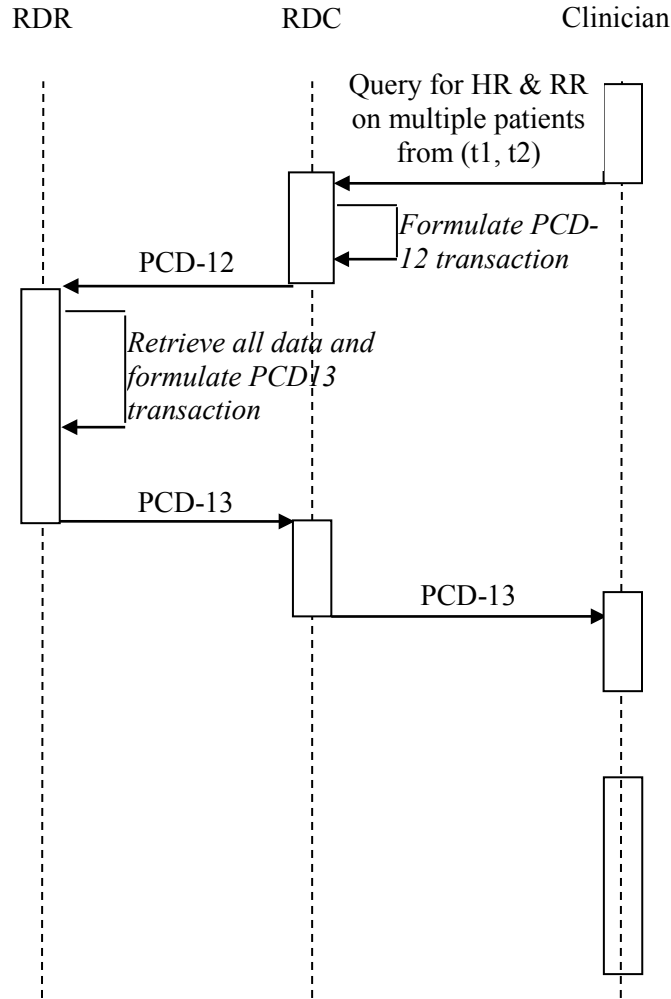 RDR RDC Clinician
Query for HR & RR
on multiple patients
from (t1, t2)
Formulate PCD-
12 transaction
PCD-12
Retrieve all data and
formulate PCD13
transaction
PCD-13
PCD-13